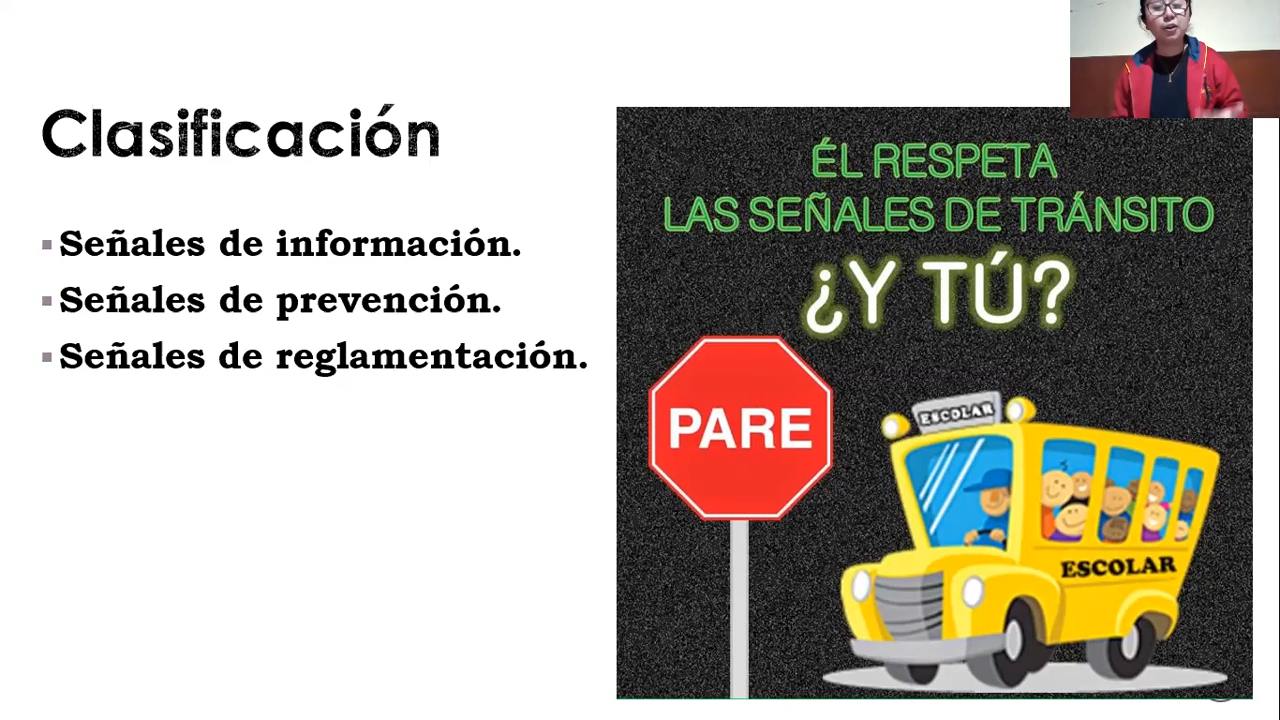 Clasificación
Señales de información.
Señales de prevención.
Señales de reglamentación.
ÉL RESPETA
LAS SEÑALES DE TRÁNSITO
¿Y TÚ?
PARE
ESCOLAR
ESCOLAR